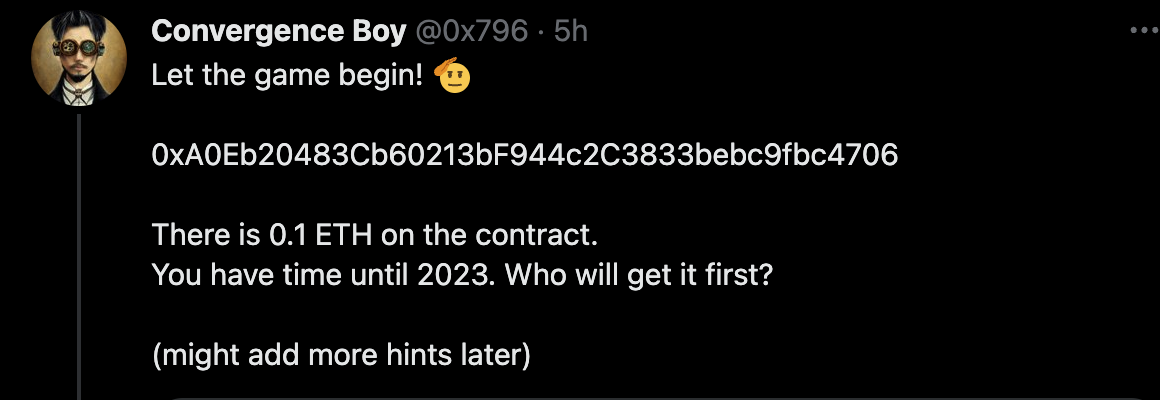 Convergence Boy @0x796 · 5h
Let the game begin! 🫡
0xA0Eb20483Cb60213bF944c2C3833bebc9fbc4706
There is 0.1 ETH on the contract.
You have time until 2023. Who will get it first?
(might add more hints later)